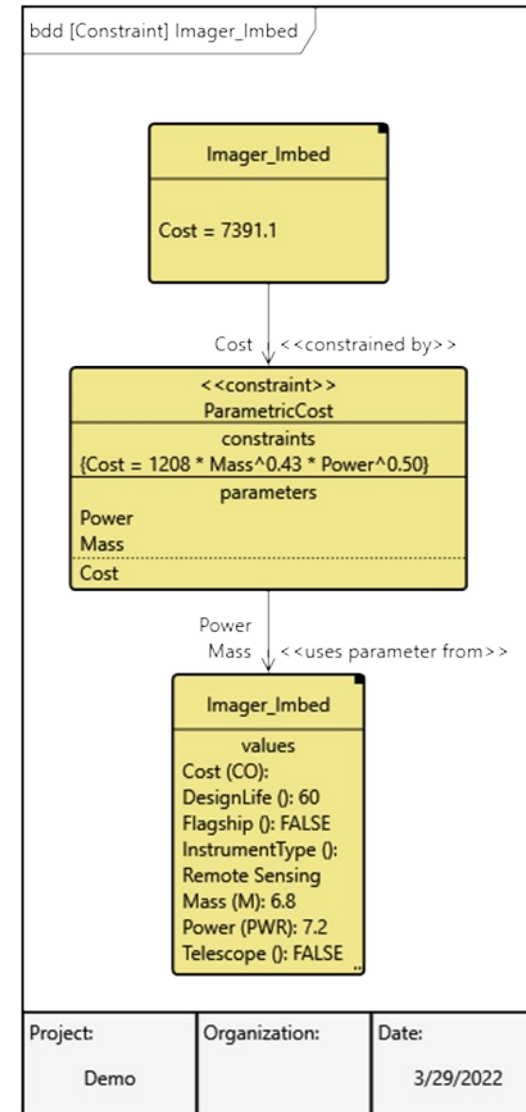 bdd [Constraint] Imager_Imbed
Imager_Imbed
Cost = 7391.1
Cost <<constrained by>>
<<constraint>>
ParametricCost
constraints
{Cost = 1208 * Mass^0.43 * Power^0.50}
parameters
Power
Mass
Cost
Power
Mass <<uses parameter from>>
Imager_Imbed
values
Cost (CO):
DesignLife (): 60
Flagship (): FALSE
InstrumentType ():
Remote Sensing
Mass (M): 6.8
Power (PWR): 7.2
Telescope (): FALSE
..
Project:
Demo
Organization:
Date:
3/29/2022